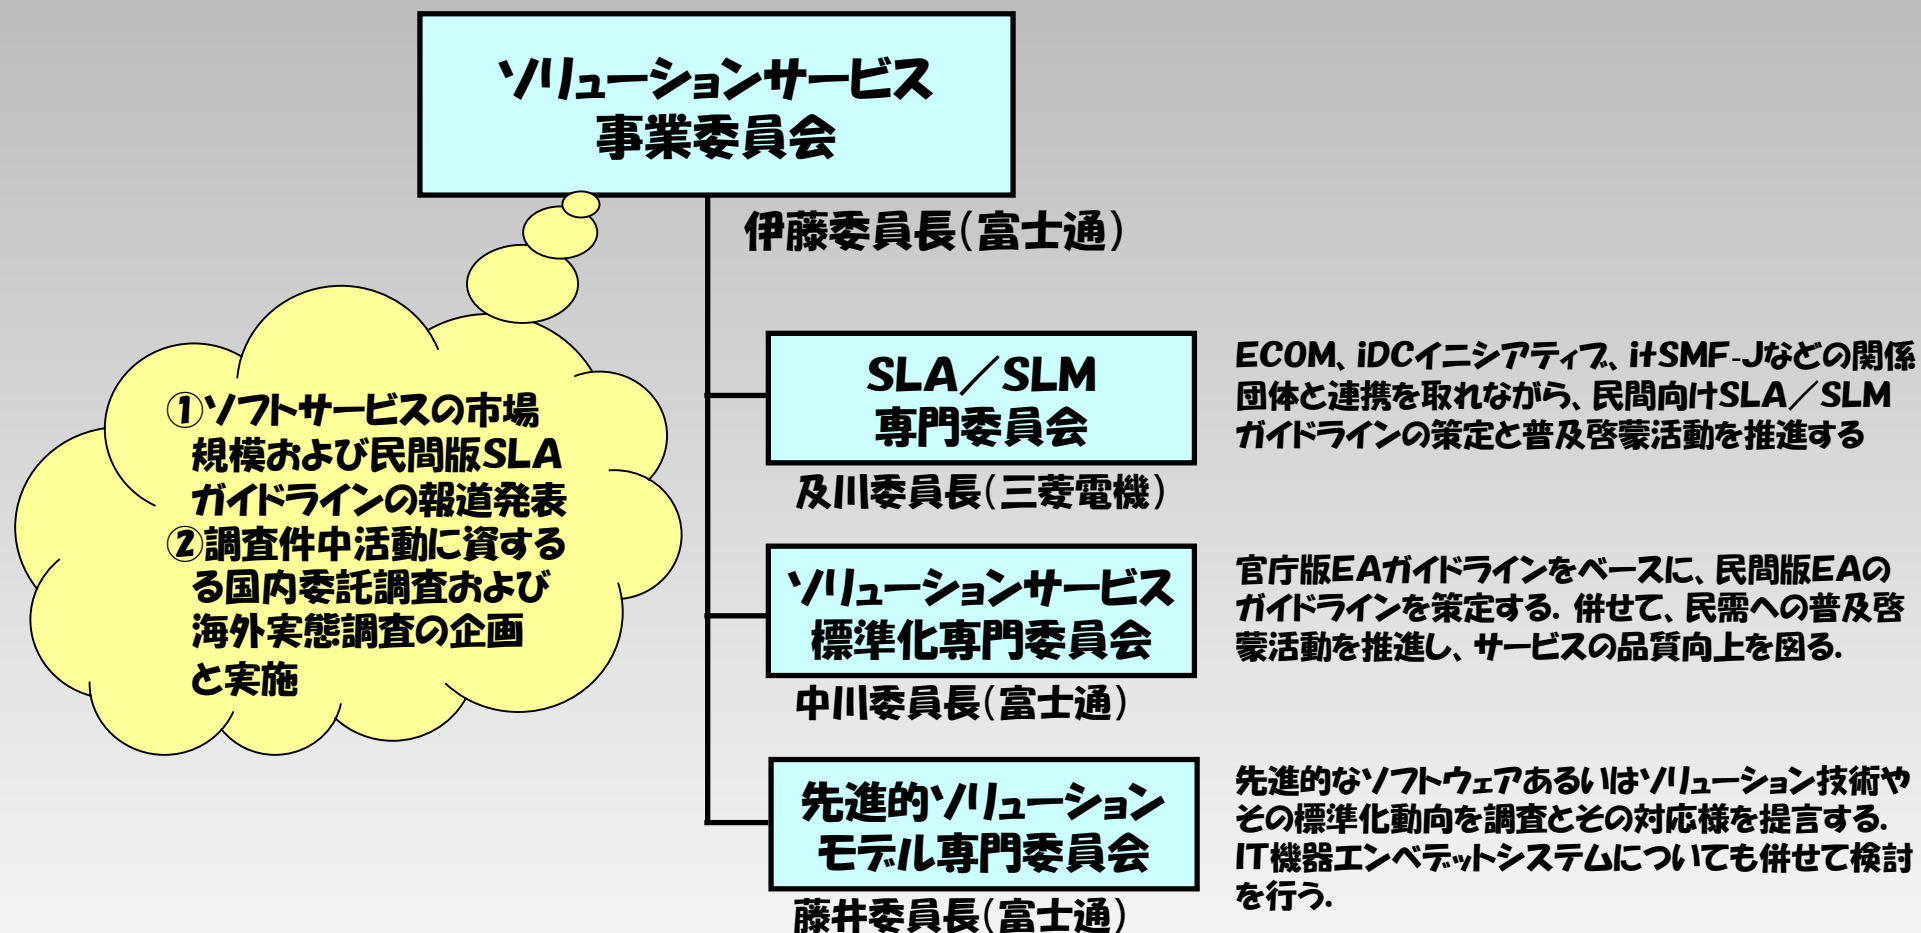 ソリューションサービス
事業委員会
伊藤委員長(富士通)
①ソフトサービスの市場
規模および民間版SLA
ガイドラインの報道発表
②調査件中活動に資する
る国内委託調査および
海外実態調査の企画
と実施
SLA／SLM
専門委員会
及川委員長(三菱電機)
ECOM、iDCイニシアティブ、itSMF-Jなどの関係
団体と連携を取れながら、民間向けSLA／SLM
ガイドラインの策定と普及啓蒙活動を推進する
ソリューションサービス
標準化専門委員会
中川委員長(富士通)
官庁版EAガイドラインをベースに、民間版EAの
ガイドラインを策定する. 併せて、民需への普及啓
蒙活動を推進し、サービスの品質向上を図る.
先進的ソリューション
モデル専門委員会
藤井委員長(富士通)
先進的なソフトウェアあるいはソリューション技術や
その標準化動向を調査とその対応様を提言する.
IT機器エンベデットシステムについても併せて検討
を行う.